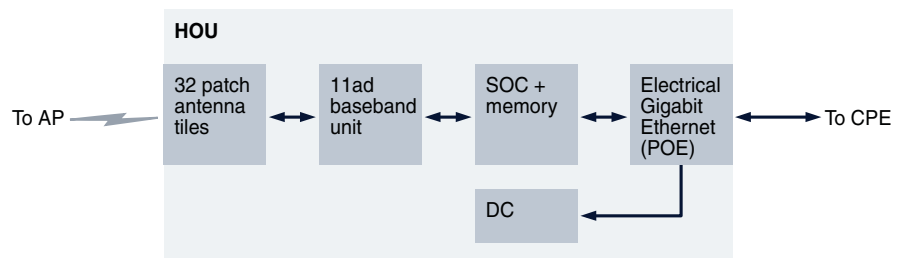 HOU
To AP
32 patch
antenna
tiles
11ad
baseband
unit
SOC +
memory
Electrical
Gigabit
Ethernet
(POE)
To CPE
DC